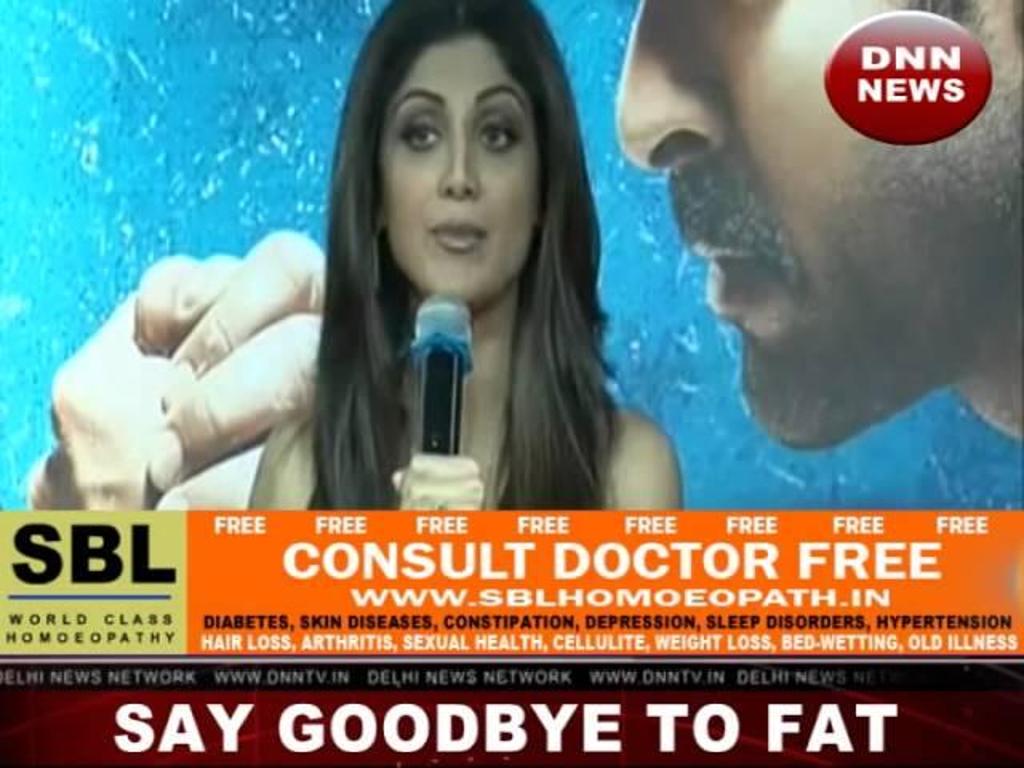 DNN
NEWS
SBL
WORLD CLASS
HOMOEOPATHY
FREE FREE FREE FREE FREE FREE FREE FREE
CONSULT DOCTOR FREE
WWW.SBLHOMOEOPATH.IN
DIABETES, SKIN DISEASES, CONSTIPATION, DEPRESSION, SLEEP DISORDERS, HYPERTENSION
HAIR LOSS, ARTHRITIS, SEXUAL HEALTH, CELLULITE, WEIGHT LOSS, BED-WETTING, OLD ILLNESS
ELHI NEWS NETWORK WWW.DNNTV.IN DELHI NEWS NETWORK WWW.DNNTV.IN DELHI NEWS
SAY GOODBYE TO FAT